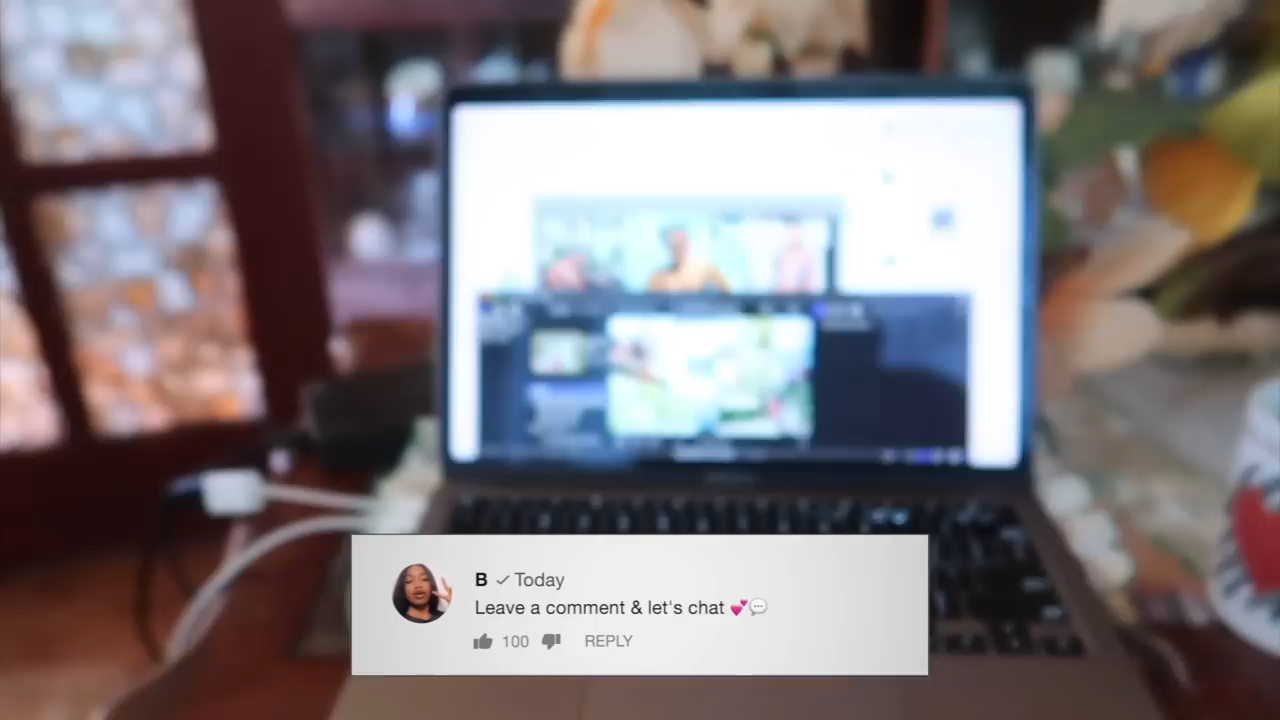 B ✓ Today
Leave a comment & let's chat 💕💬
100 REPLY